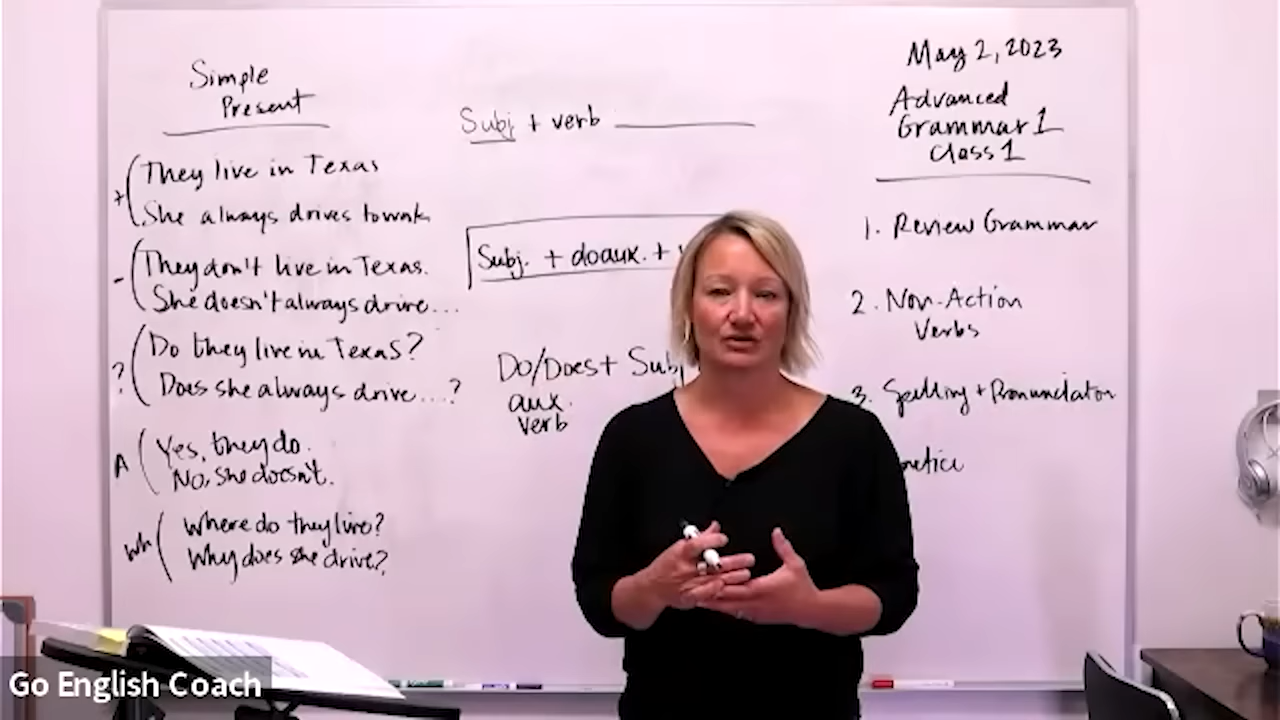 Simple
Present
+
They live in Texas
She always drives to work
-
They don't live in Texas.
She doesn't always drive...
?
Do they live in Texas?
Does she always drive....?
A
Yes, they do.
No, she doesn't.
Wh
Where do they live?
Why does she drive?
Subj + verb
Subj. + do aux. +
Do/Does + Subj
aux.
verb
May 2, 2023
Advanced
Grammar 1
Class 1
1. Review Grammar
2. Non-Action
Verbs
3. Spelling + Pronunciation
Go English Coach